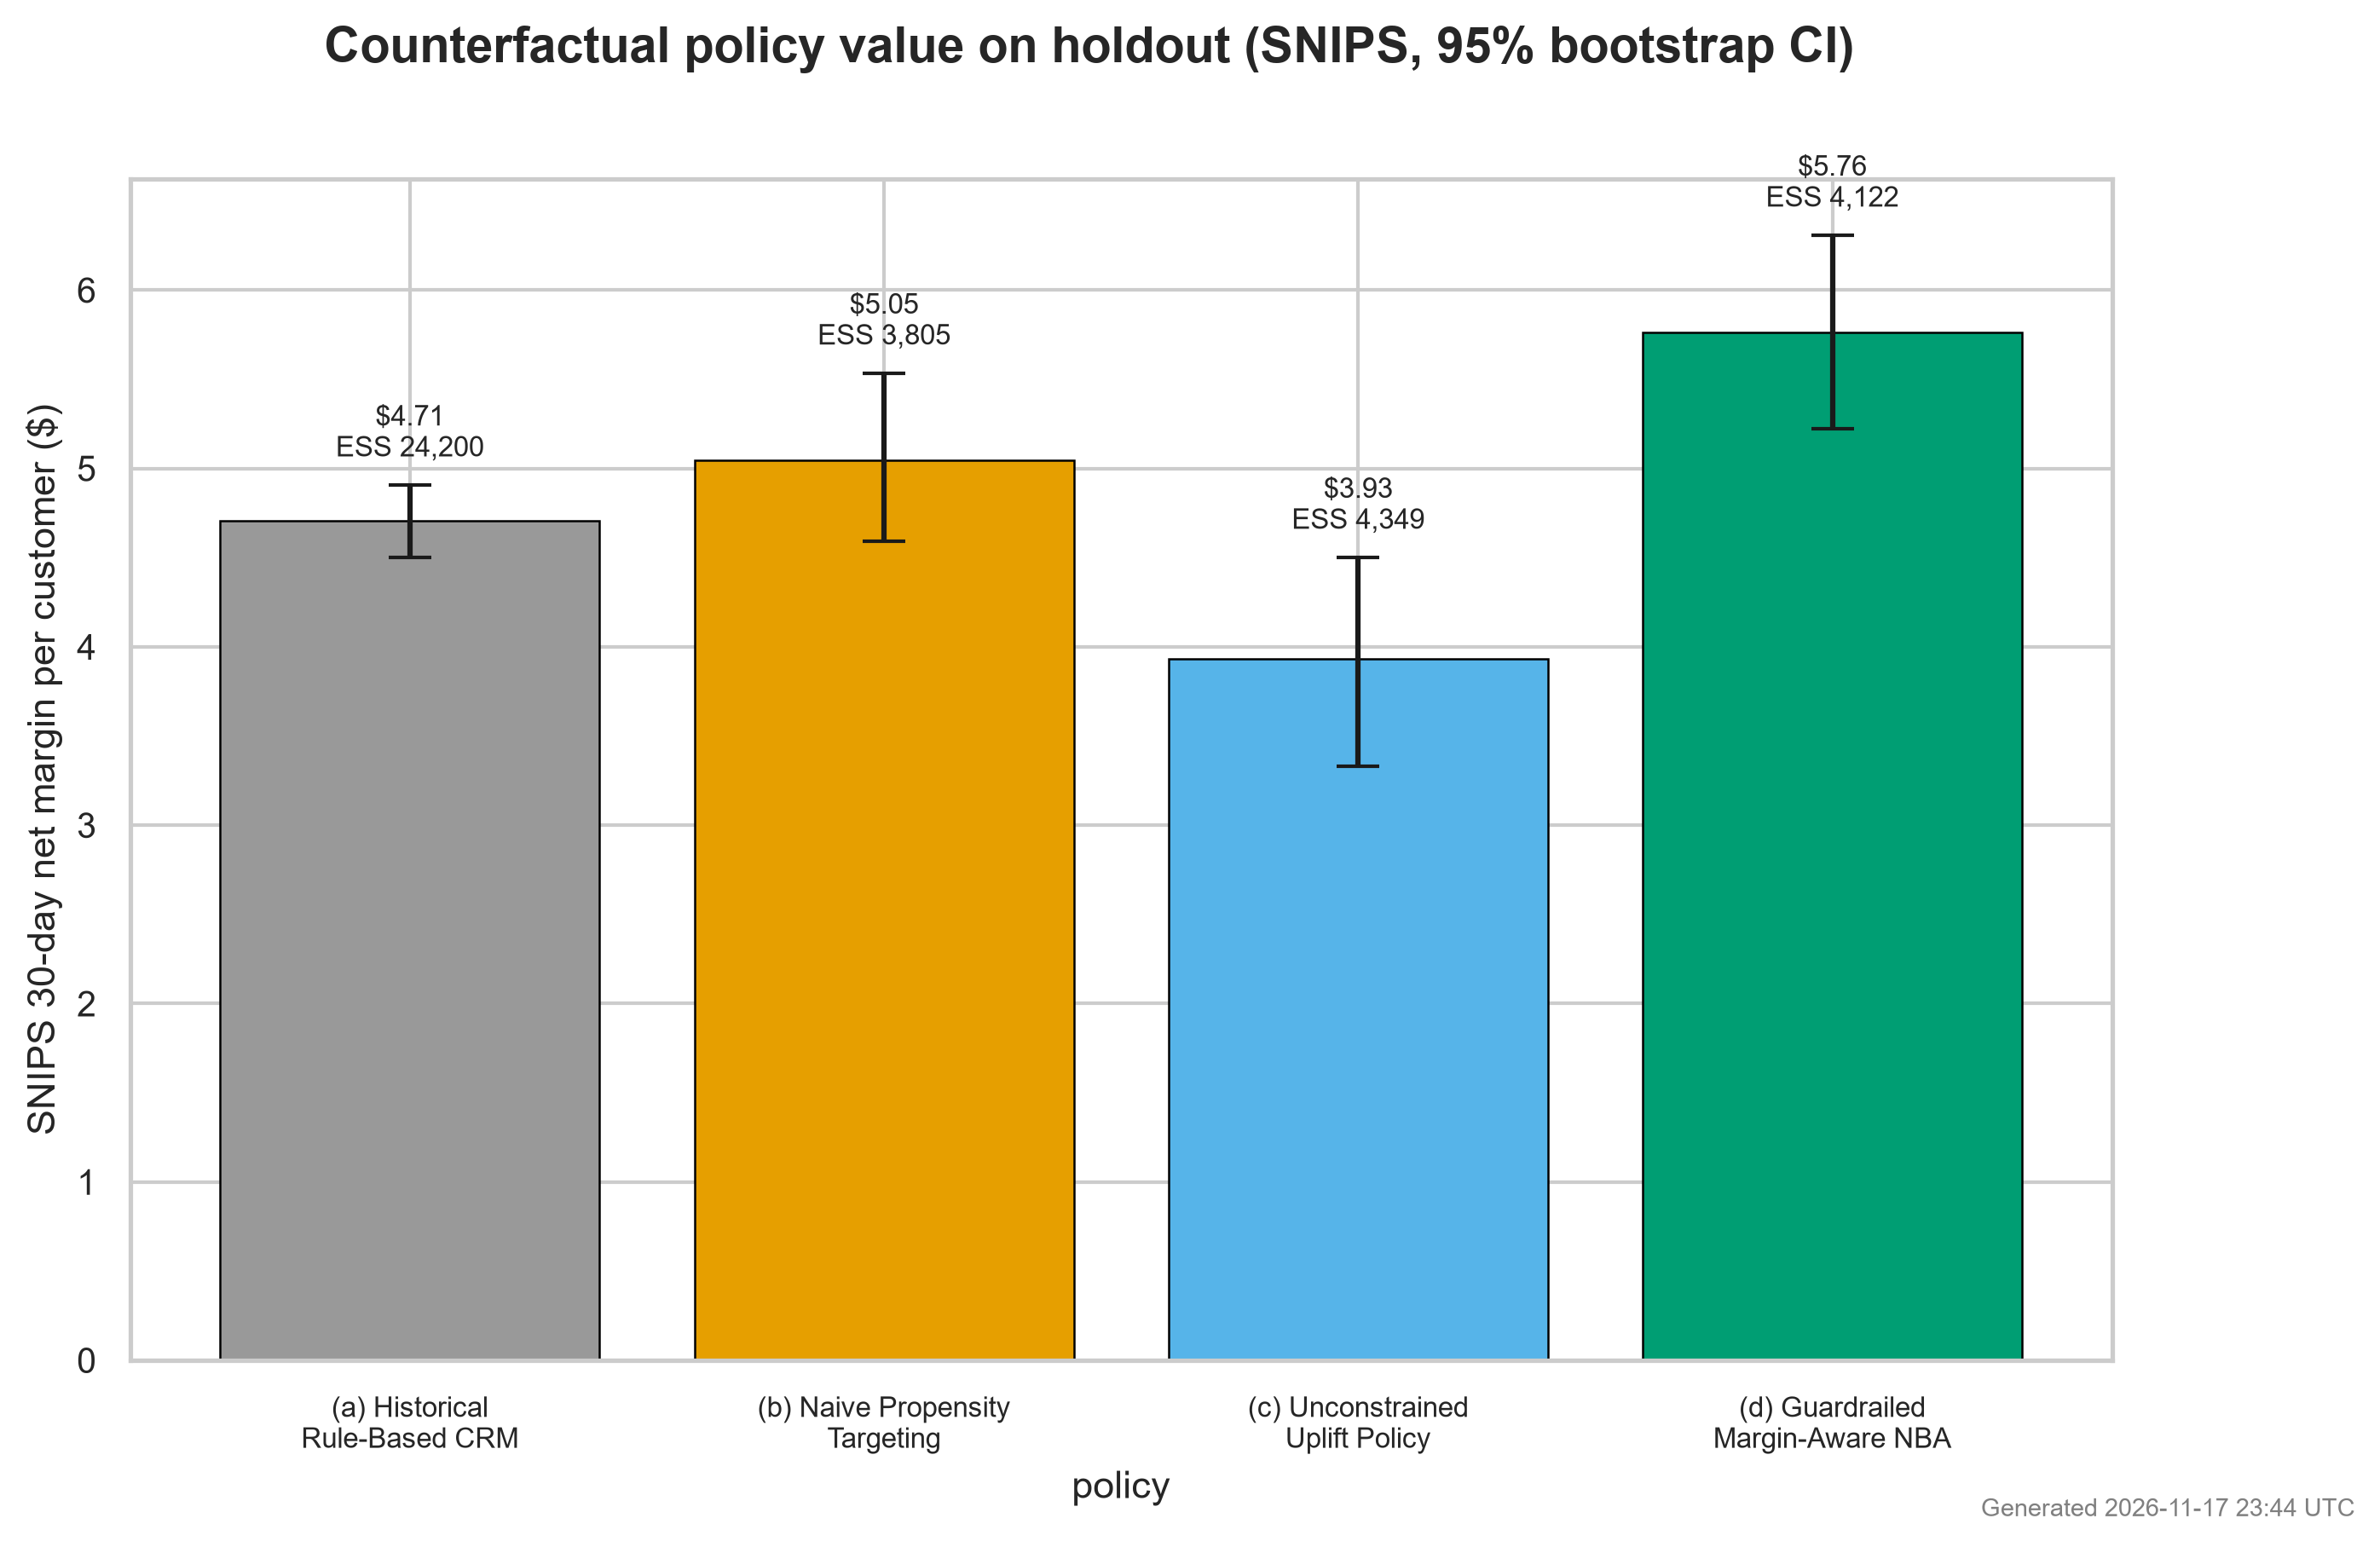 Counterfactual policy value on holdout (SNIPS, 95% bootstrap CI)
SNIPS 30-day net margin per customer ($)
6
5
4
3
2
1
0
$4.71
ESS 24,200
$5.05
ESS 3,805
$3.93
ESS 4,349
$5.76
ESS 4,122
(a) Historical
Rule-Based CRM
(b) Naive Propensity
Targeting
(c) Unconstrained
Uplift Policy
(d) Guardrailed
Margin-Aware NBA
policy
Generated 2026-11-17 23:44 UTC